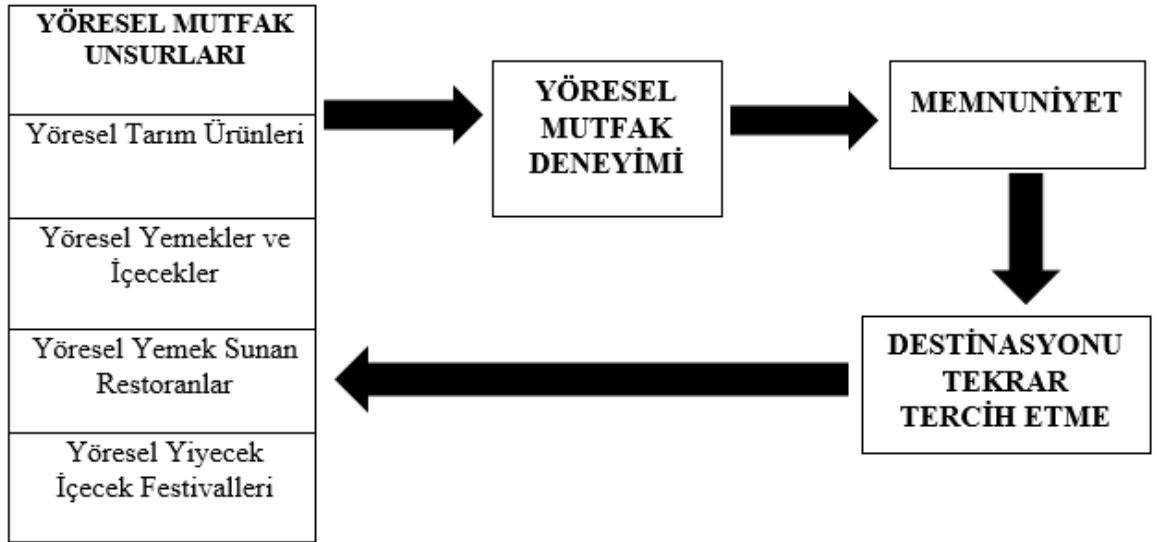 YÖRESEL MUTFAK
UNSURLARI
Yöresel Tarım Ürünleri
Yöresel Yemekler ve
İçecekler
Yöresel Yemek Sunan
Restoranlar
Yöresel Yiyecek
İçecek Festivalleri
YÖRESEL
MUTFAK
DENEYİMİ
MEMNUNİYET
DESTİNASYONU
TEKRAR
TERCİH ETME